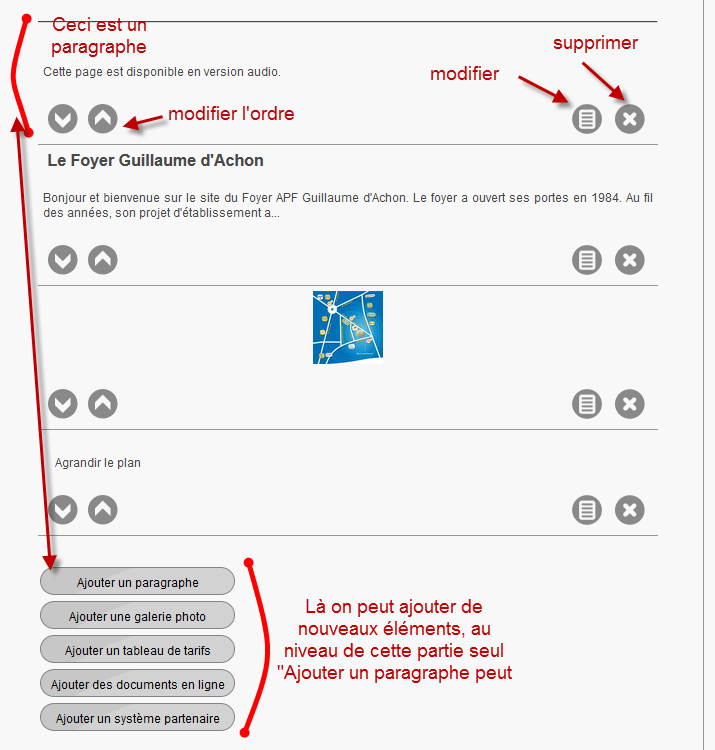 Ceci est un
paragraphe
Cette page est disponible en version audio.
supprimer
modifier
modifier l'ordre
Le Foyer Guillaume d'Achon
Bonjour et bienvenue sur le site du Foyer APF Guillaume d'Achon. Le foyer a ouvert ses portes en 1984. Au fil
des années, son projet d'établissement a...
Agrandir le plan
Ajouter un paragraphe
Ajouter une galerie photo
Ajouter un tableau de tarifs
Ajouter des documents en ligne
Ajouter un système partenaire
Là on peut ajouter de
nouveaux éléments, au
niveau de cette partie seul
"Ajouter un paragraphe peut